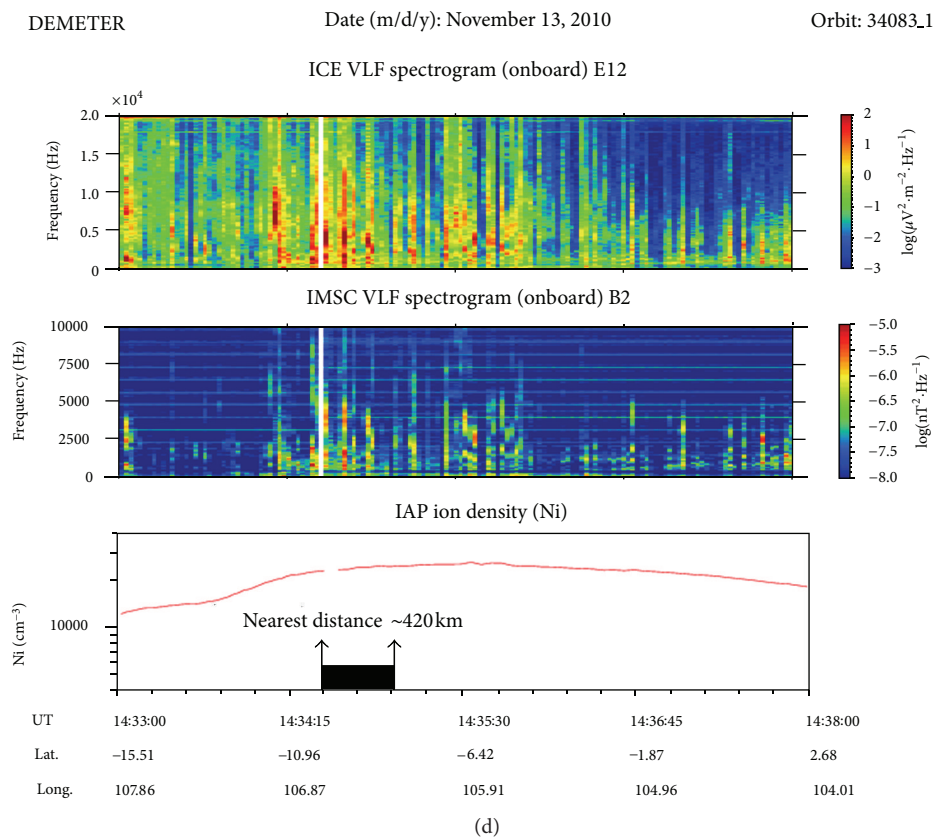 DEMETER Date (m/d/y): November 13, 2010 Orbit: 34083_1
ICE VLF spectrogram (onboard) E12
×10⁴
2.0
1.5
1.0
0.5
0
Frequency (Hz)
2
1
0
−1
−2
−3
log(μV²·m⁻²·Hz⁻¹)
IMSC VLF spectrogram (onboard) B2
10000
7500
5000
2500
0
Frequency (Hz)
−5.0
−5.5
−6.0
−6.5
−7.0
−7.5
−8.0
log(nT²·Hz⁻¹)
IAP ion density (Ni)
Ni (cm⁻³)
10000
Nearest distance ~420 km
UT 14:33:00 14:34:15 14:35:30 14:36:45 14:38:00
Lat. −15.51 −10.96 −6.42 −1.87 2.68
Long. 107.86 106.87 105.91 104.96 104.01
(d)